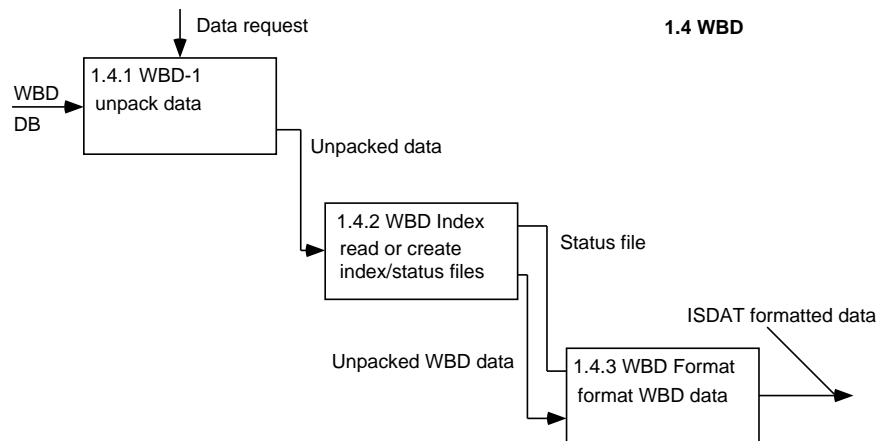 Data request
1.4 WBD
1.4.1 WBD-1
unpack data
WBD
DB
Unpacked data
1.4.2 WBD Index
read or create
index/status files
Status file
ISDAT formatted data
Unpacked WBD data
1.4.3 WBD Format
format WBD data